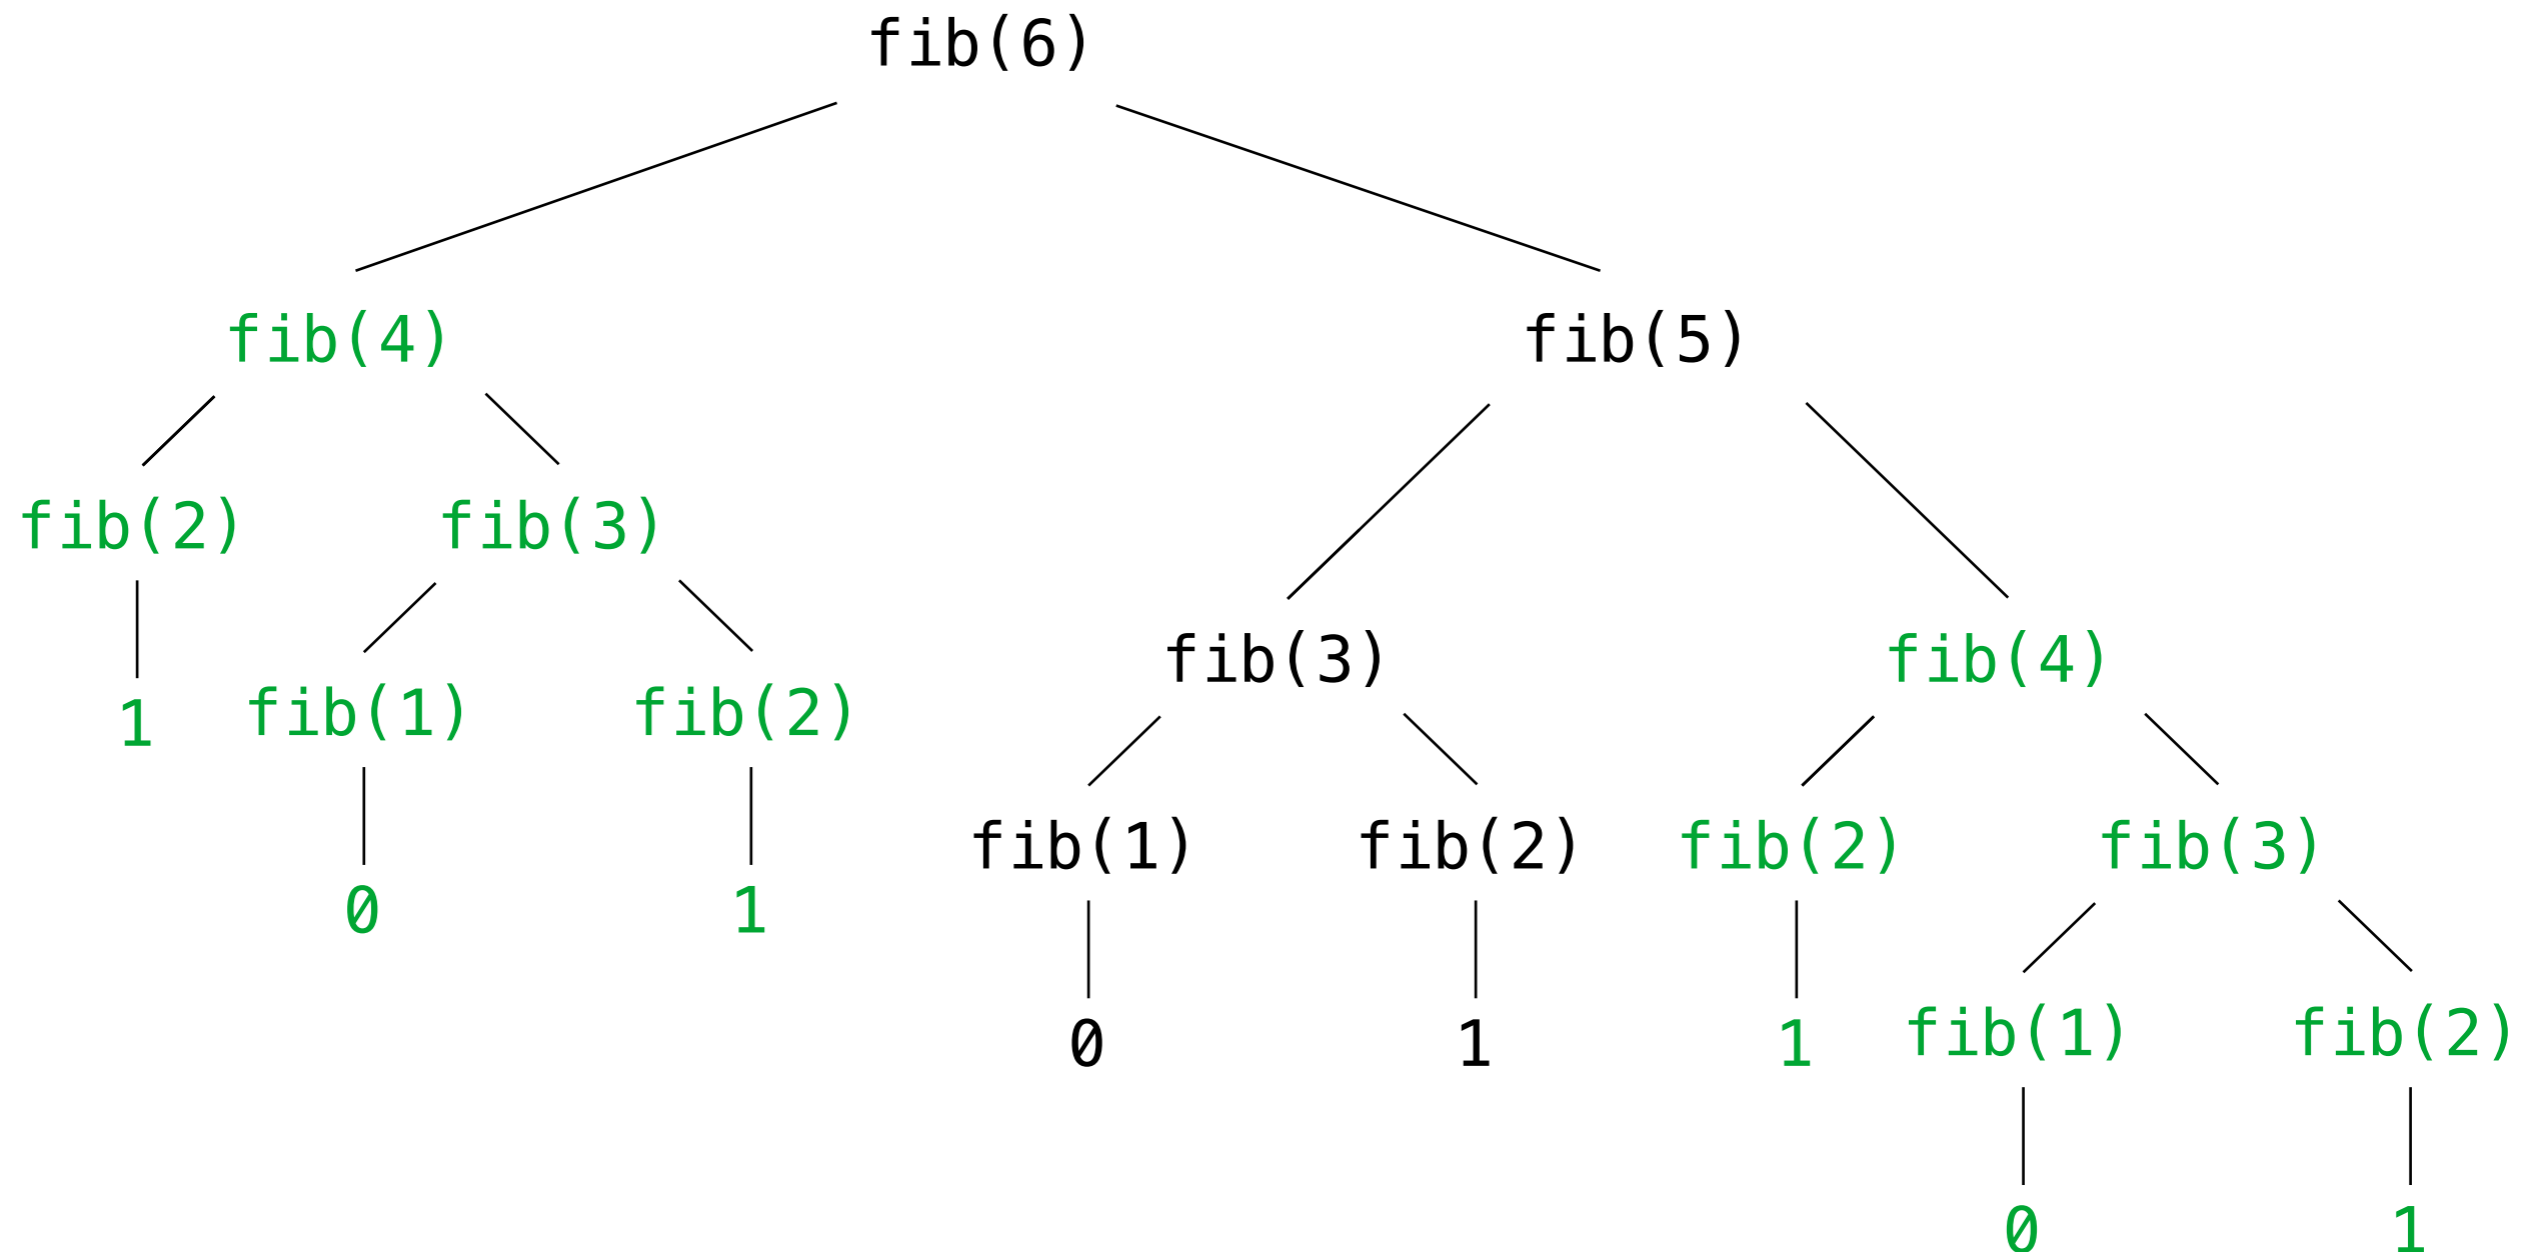 fib(6)
fib(4) fib(5)
fib(2) fib(3)
fib(3) fib(4)
1 fib(1) fib(2)
fib(1) fib(2) fib(2) fib(3)
0 1
0 1 1 fib(1) fib(2)
0 1